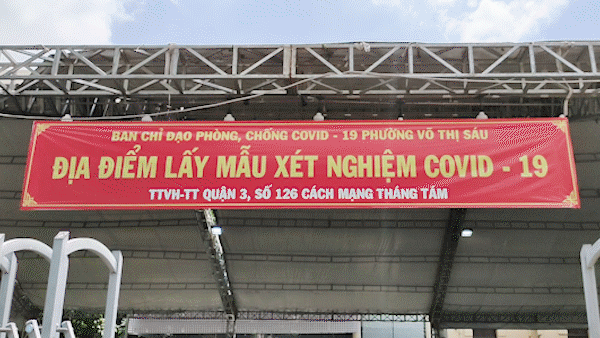 BAN CHỈ ĐẠO PHÒNG, CHỐNG COVID - 19 PHƯỜNG VÕ THỊ SÁU
ĐỊA ĐIỂM LẤY MẪU XÉT NGHIỆM COVID - 19
TTVH-TT QUẬN 3, SỐ 126 CÁCH MẠNG THÁNG TÁM